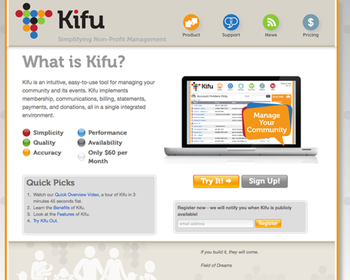 Kifu
Simplifying Non-Profit Management
Product
Support
News
Pricing
What is Kifu?
Kifu is an intuitive, easy-to-use tool for managing your
community and its events. Kifu implements
membership, communications, billing, statements,
payments, and donations, all in a single integrated
environment.
Simplicity
Performance
Quality
Availability
Accuracy
Only $60 per
Month
Kifu
Manage
Your
Community
Try It!
Sign Up!
Quick Picks
1. Watch our Quick Overview Video, a tour of Kifu in 3
minutes 45 seconds flat.
2. Learn the Benefits of Kifu.
3. Look at the Features of Kifu.
4. Try Kifu Out.
Register now - we will notify you when Kifu is publicly
available!
email address
Register
If you build it, they will come.
Field of Dreams